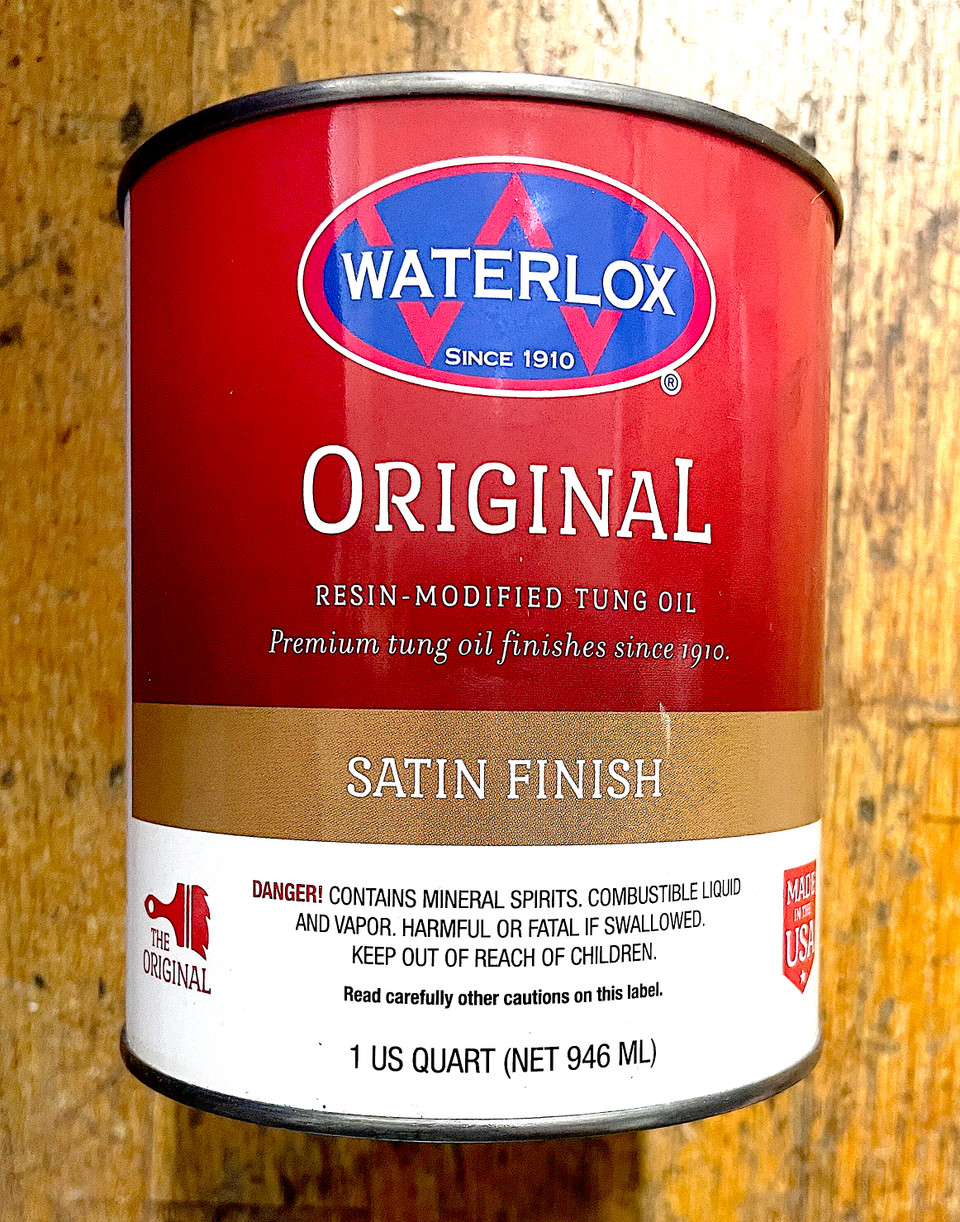 WATERLOX
SINCE 1910
®
ORIGINAL
RESIN-MODIFIED TUNG OIL
Premium tung oil finishes since 1910.
SATIN FINISH
DANGER! CONTAINS MINERAL SPIRITS. COMBUSTIBLE LIQUID
AND VAPOR. HARMFUL OR FATAL IF SWALLOWED.
KEEP OUT OF REACH OF CHILDREN.
Read carefully other cautions on this label.
1 US QUART (NET 946 ML)
THE
ORIGINAL
MADE
IN THE
USA